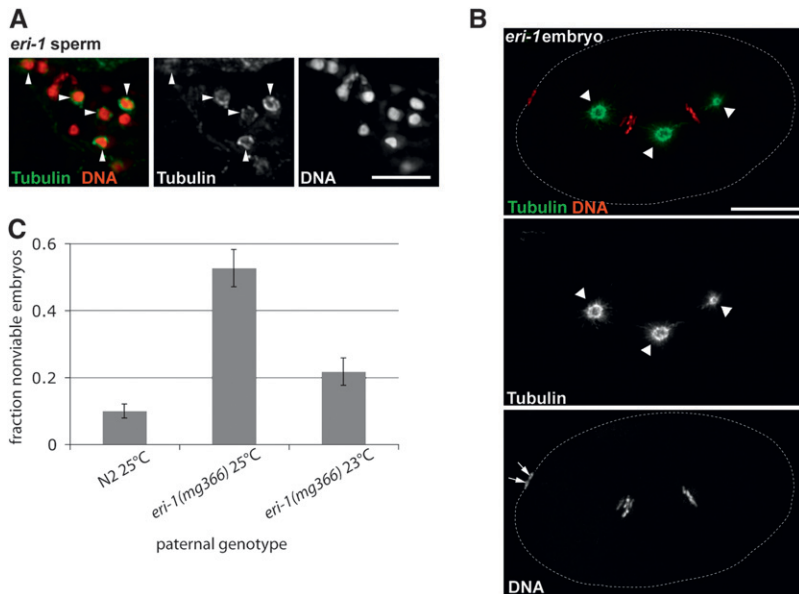 A
eri-1 sperm
Tubulin DNA
Tubulin
DNA
B
eri-1 embryo
Tubulin DNA
Tubulin
DNA
C
fraction nonviable embryos
0.6
0.4
0.2
0
N2 25°C
eri-1(mg366) 25°C
eri-1(mg366) 23°C
paternal genotype